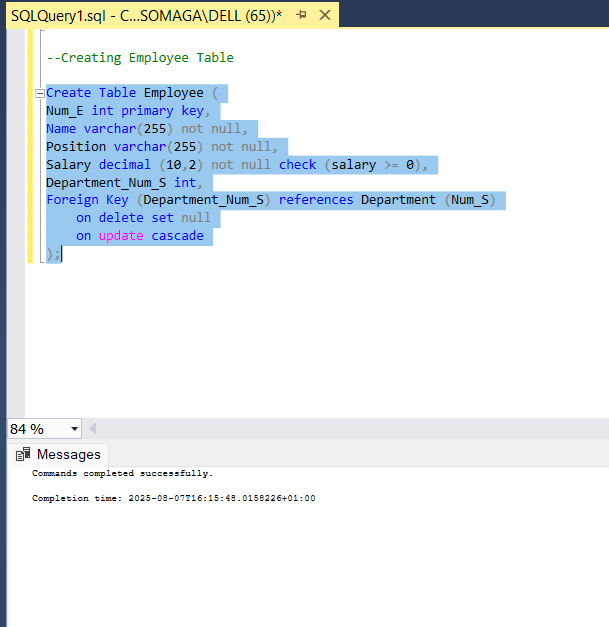 SQLQuery1.sql - C...SOMAGA\DELL (65))*
--Creating Employee Table
Create Table Employee (
Num_E int primary key,
Name varchar(255) not null,
Position varchar(255) not null,
Salary decimal (10,2) not null check (salary >= 0),
Department_Num_S int,
Foreign Key (Department_Num_S) references Department (Num_S)
on delete set null
on update cascade
);
84 %
Messages
Commands completed successfully.
Completion time: 2025-08-07T16:15:48.0158226+01:00